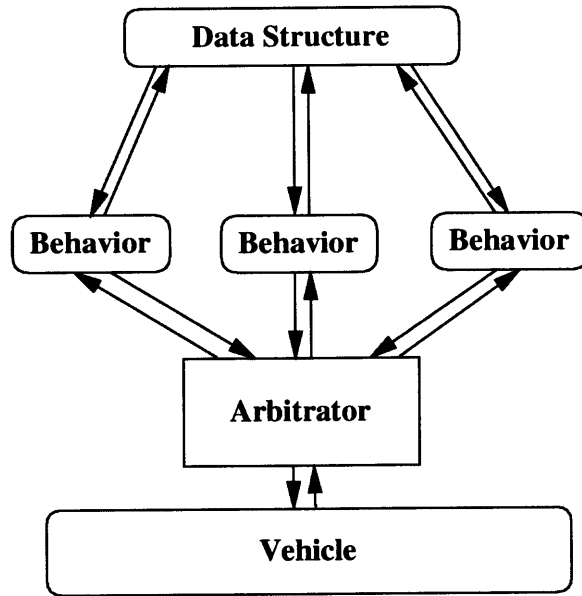 Data Structure
Behavior
Behavior
Behavior
Arbitrator
Vehicle